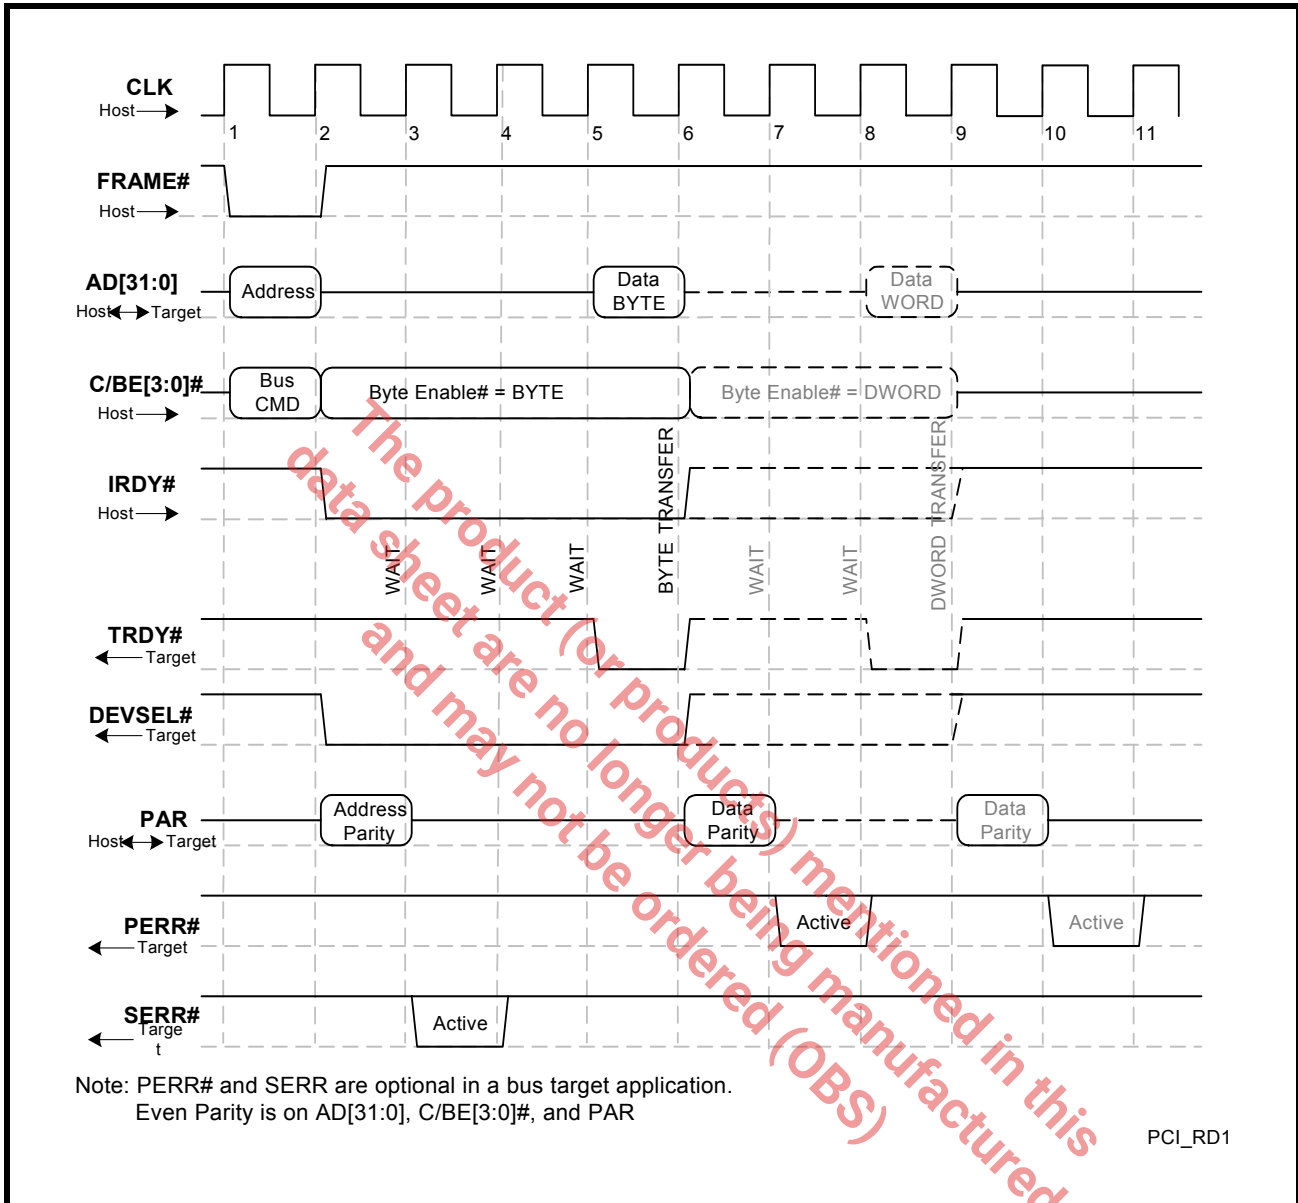 CLK
Host
1 2 3 4 5 6 7 8 9 10 11
FRAME#
Host
AD[31:0]
Host Target
Address
Data
BYTE
Data
WORD
C/BE[3:0]#
Host
Bus
CMD
Byte Enable# = BYTE
Byte Enable# = DWORD
IRDY#
Host
WAIT
WAIT
WAIT
BYTE TRANSFER
WAIT
WAIT
DWORD TRANSFER
TRDY#
Target
DEVSEL#
Target
PAR
Host Target
Address
Parity
Data
Parity
Data
Parity
PERR#
Target
Active
Active
SERR#
Targe
t
Active
Note: PERR# and SERR are optional in a bus target application.
Even Parity is on AD[31:0], C/BE[3:0]#, and PAR
PCI_RD1
The product (or products) mentioned in this
data sheet are no longer being manufactured
and may not be ordered (OBS)